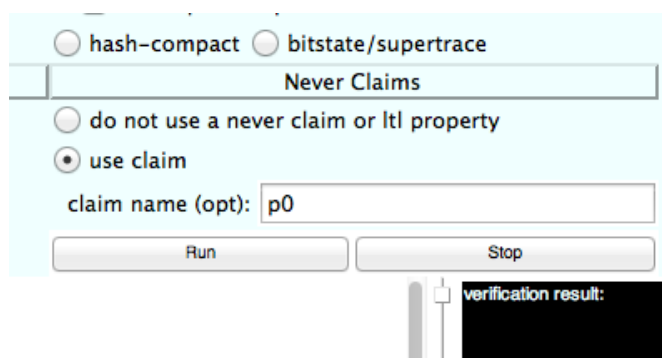 hash-compact bitstate/supertrace
Never Claims
do not use a never claim or ltl property
use claim
claim name (opt): p0
Run Stop
verification result: